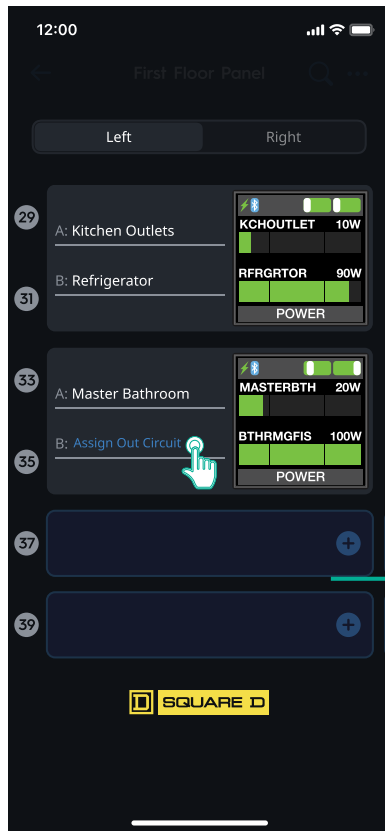 12:00
First Floor Panel
Left Right
29
A: Kitchen Outlets
KCHOUTLET 10W
31
B: Refrigerator
RFRGRTOR 90W
POWER
33
A: Master Bathroom
MASTERBTH 20W
35
B: Assign Out Circuit
BTHRMGFIS 100W
POWER
37
39
D SQUARE D